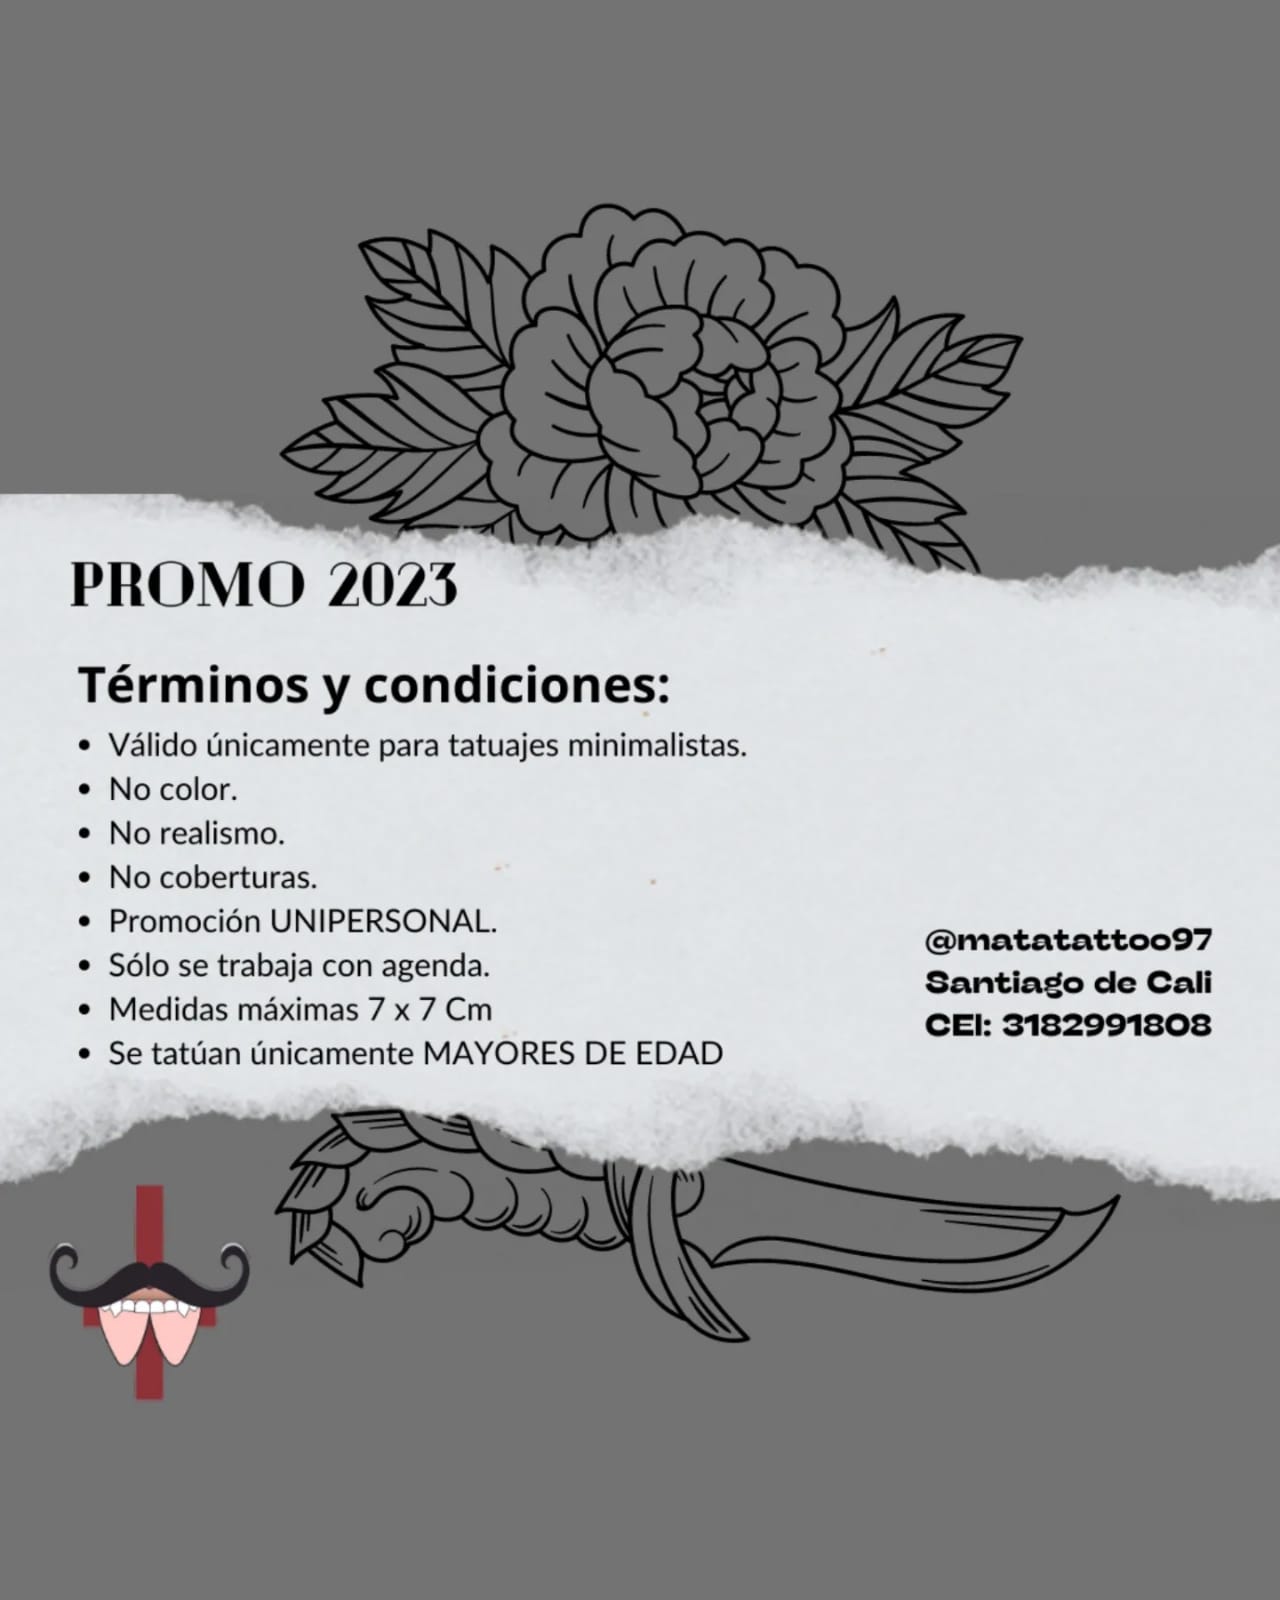 PROMO 2023
Términos y condiciones:
• Válido únicamente para tatuajes minimalistas.
• No color.
• No realismo.
• No coberturas.
• Promoción UNIPERSONAL.
• Sólo se trabaja con agenda.
• Medidas máximas 7 x 7 Cm
• Se tatúan únicamente MAYORES DE EDAD
@matatattoo97
Santiago de Cali
CEl: 3182991808